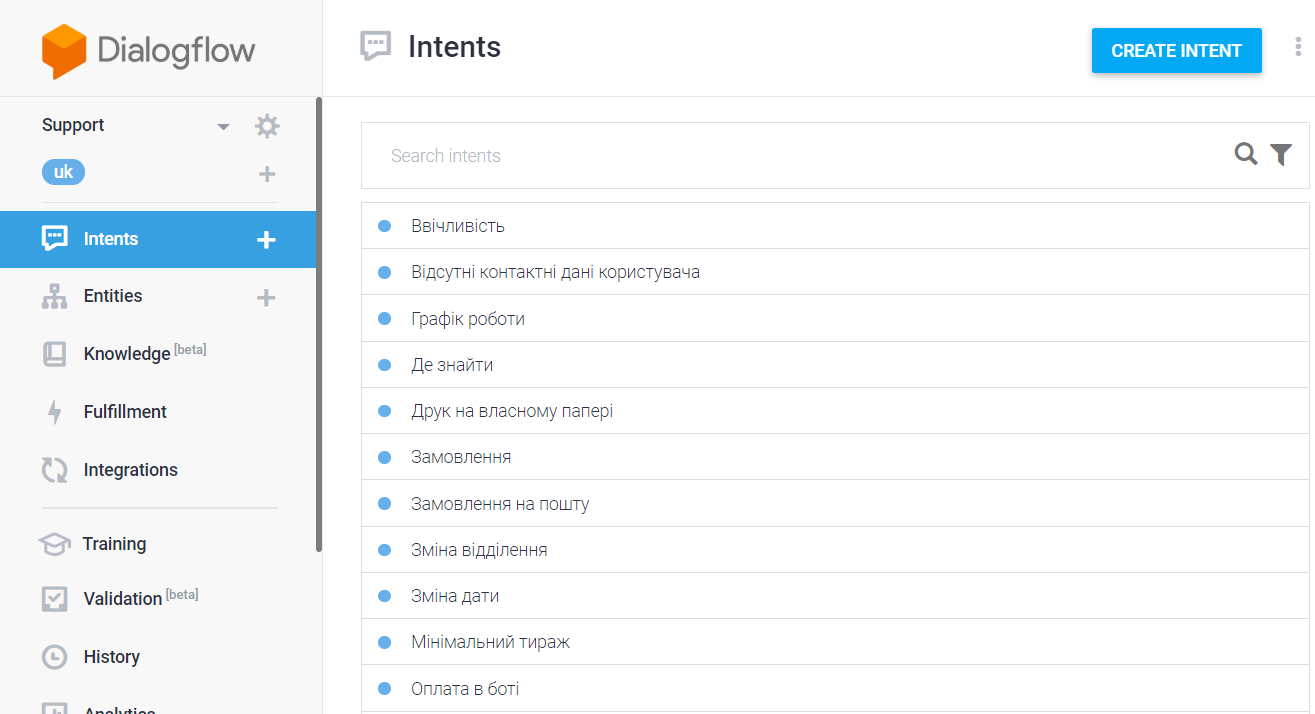 Dialogflow
Support
uk
Intents
Entities
Knowledge [beta]
Fulfillment
Integrations
Training
Validation [beta]
History
Analytics
Intents
CREATE INTENT
Search intents
Ввічливість
Відсутні контактні дані користувача
Графік роботи
Де знайти
Друк на власному папері
Замовлення
Замовлення на пошту
Зміна відділення
Зміна дати
Мінімальний тираж
Оплата в боті